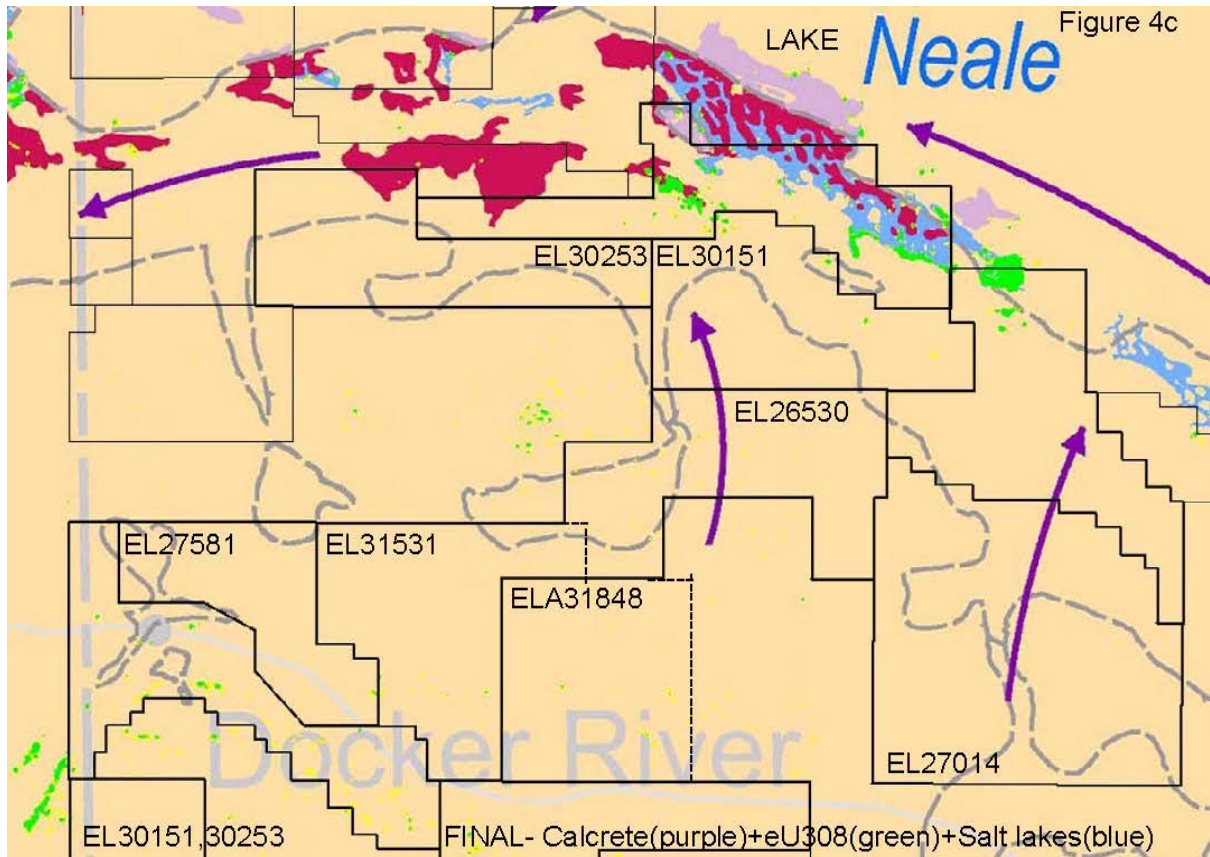 Figure 4c
LAKE Neale
EL30253 EL30151
EL26530
EL27581
EL31531
ELA31848
Docker River
EL27014
EL30151,30253
FINAL- Calcrete(purple)+eU308(green)+Salt lakes(blue)